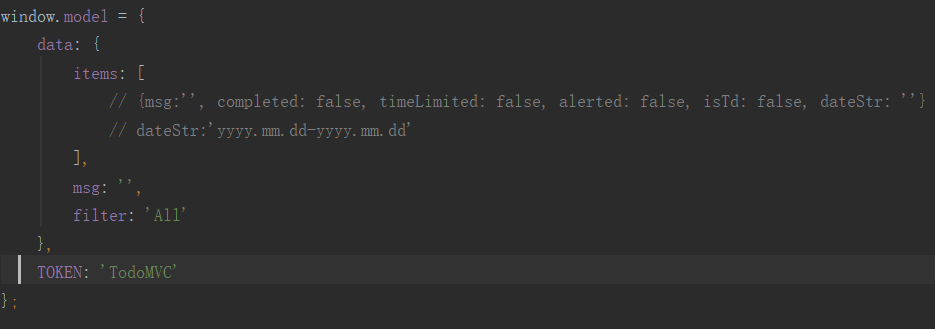 window.model = {
    data: {
        items: [
            // {msg:'', completed: false, timeLimited: false, alerted: false, isTd: false, dateStr: ''}
            // dateStr:'yyyy.mm.dd-yyyy.mm.dd'
        ],
        msg: '',
        filter: 'All'
    },
    TOKEN: 'TodoMVC'
};